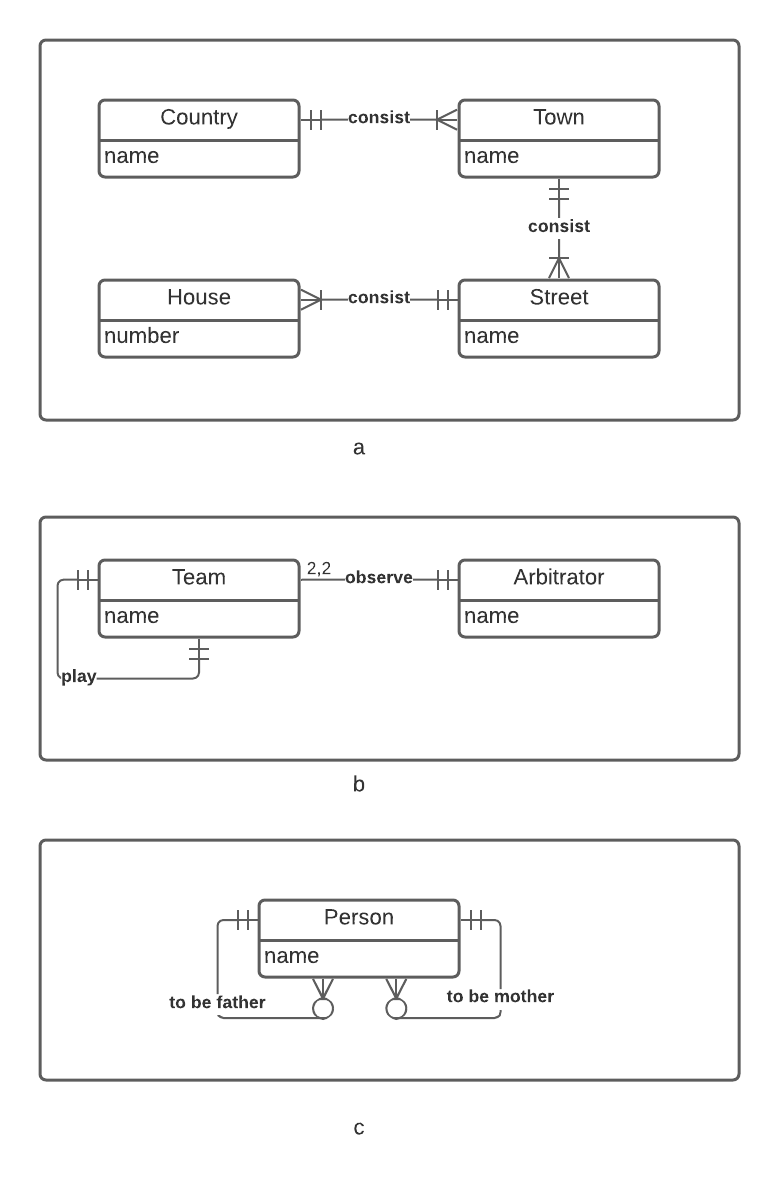 Country
name
consist
Town
name
consist
House
number
consist
Street
name
a
Team
name
2,2
observe
Arbitrator
name
play
b
Person
name
to be father
to be mother
c